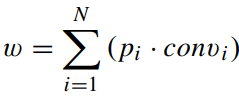 w = \sum_{i=1}^{N} (p_i \cdot conv_i)